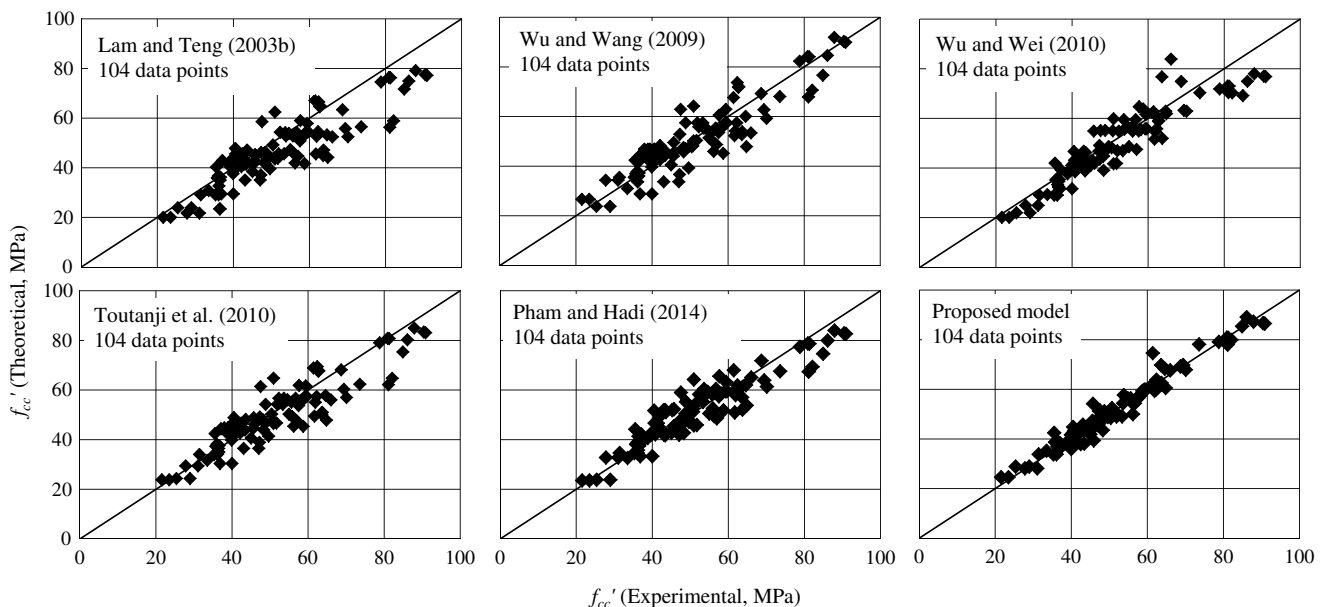 100
80
60
40
20
0
Lam and Teng (2003b)
104 data points
Wu and Wang (2009)
104 data points
Wu and Wei (2010)
104 data points
fcc′ (Theoretical, MPa)
100
80
60
40
20
0
Toutanji et al. (2010)
104 data points
Pham and Hadi (2014)
104 data points
Proposed model
104 data points
0 20 40 60 80 100
0 20 40 60 80 100
0 20 40 60 80 100
fcc′ (Experimental, MPa)